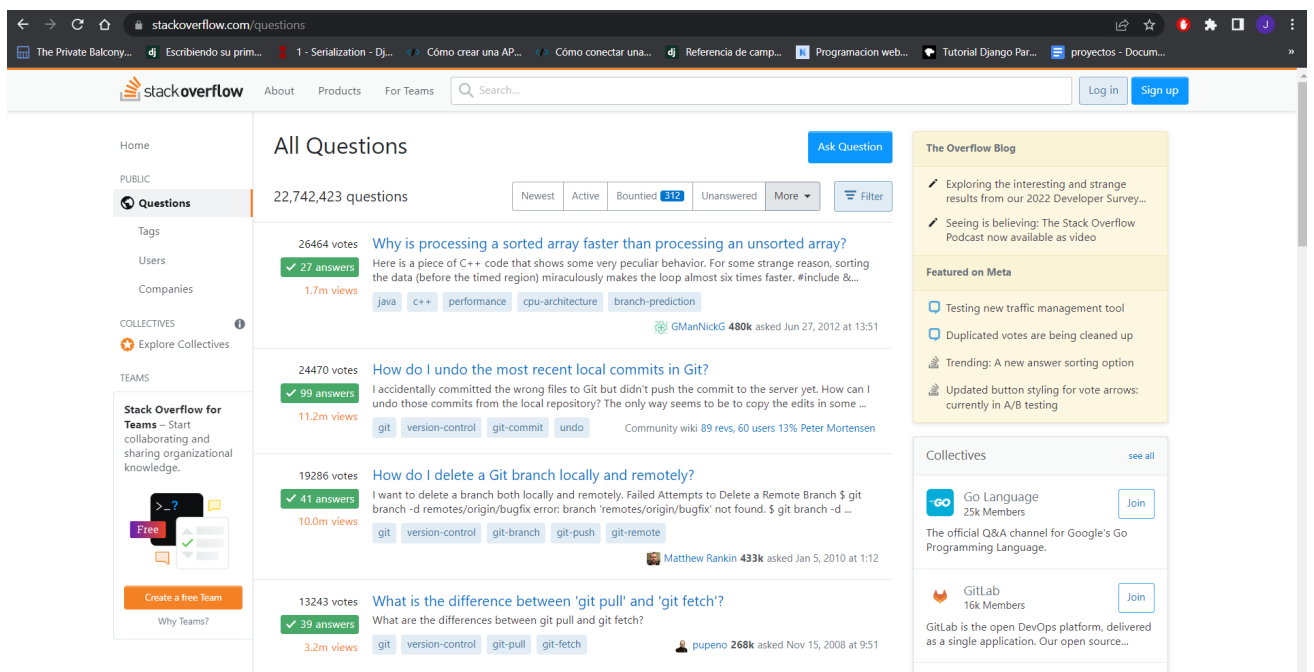 stackoverflow.com/questions
J
The Private Balcony... dj Escribiendo su prim... 1 - Serialization - Dj... Cómo crear una AP... Cómo conectar una... dj Referencia de camp... Programacion web... Tutorial Django Par... proyectos - Docum... »
stack overflow About Products For Teams Search... Log in Sign up
Home
PUBLIC
Questions
Tags
Users
Companies
COLLECTIVES
Explore Collectives
TEAMS
Stack Overflow for
Teams – Start
collaborating and
sharing organizational
knowledge.
>_?
Free
Create a free Team
Why Teams?
All Questions Ask Question
22,742,423 questions Newest Active Bountied 312 Unanswered More Filter
26464 votes
27 answers
1.7m views
Why is processing a sorted array faster than processing an unsorted array?
Here is a piece of C++ code that shows some very peculiar behavior. For some strange reason, sorting
the data (before the timed region) miraculously makes the loop almost six times faster. #include &...
java c++ performance cpu-architecture branch-prediction
GManNickG 480k asked Jun 27, 2012 at 13:51
24470 votes
99 answers
11.2m views
How do I undo the most recent local commits in Git?
I accidentally committed the wrong files to Git but didn't push the commit to the server yet. How can I
undo those commits from the local repository? The only way seems to be to copy the edits in some ...
git version-control git-commit undo
Community wiki 89 revs, 60 users 13% Peter Mortensen
19286 votes
41 answers
10.0m views
How do I delete a Git branch locally and remotely?
I want to delete a branch both locally and remotely. Failed Attempts to Delete a Remote Branch $ git
branch -d remotes/origin/bugfix error: branch 'remotes/origin/bugfix' not found. $ git branch -d ...
git version-control git-branch git-push git-remote
Matthew Rankin 433k asked Jan 5, 2010 at 1:12
13243 votes
39 answers
3.2m views
What is the difference between 'git pull' and 'git fetch'?
What are the differences between git pull and git fetch?
git version-control git-pull git-fetch
pupeno 268k asked Nov 15, 2008 at 9:51
The Overflow Blog
Exploring the interesting and strange
results from our 2022 Developer Survey...
Seeing is believing: The Stack Overflow
Podcast now available as video
Featured on Meta
Testing new traffic management tool
Duplicated votes are being cleaned up
Trending: A new answer sorting option
Updated button styling for vote arrows:
currently in A/B testing
Collectives see all
GO
Go Language
25k Members
Join
The official Q&A channel for Google's Go
Programming Language.
GitLab
16k Members
Join
GitLab is the open DevOps platform, delivered
as a single application. Our open source...